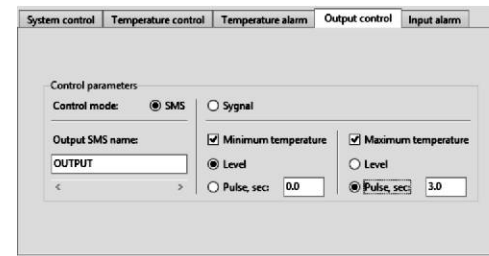 System control Temperature control Temperature alarm Output control Input alarm
Control parameters
Control mode: SMS Sygnal
Output SMS name: Minimum temperature Maximum temperature
OUTPUT Level Level
< > Pulse, sec: 0.0 Pulse, sec: 3.0